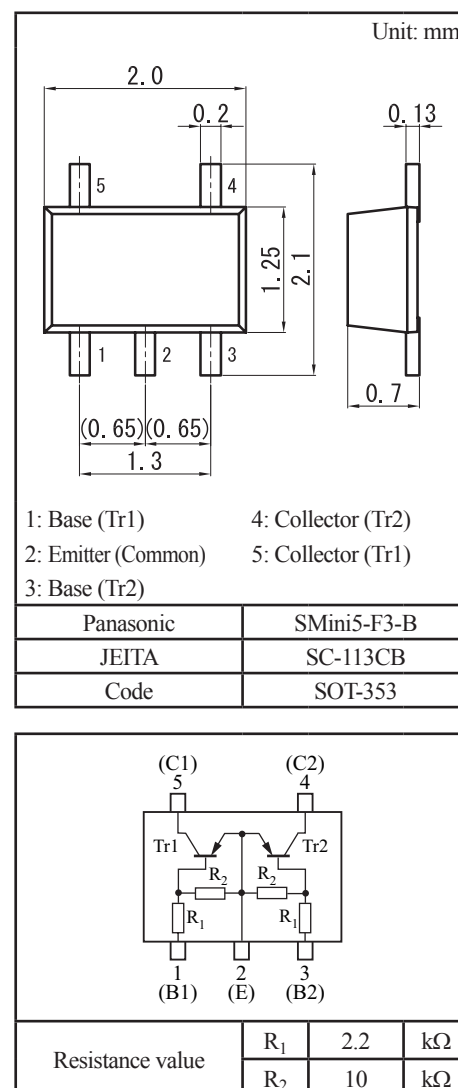 Unit: mm
2.0
0.2
0.13
5 4
1.25
2.1
1 2 3
(0.65)(0.65)
1.3
0.7
1: Base (Tr1) 4: Collector (Tr2)
2: Emitter (Common) 5: Collector (Tr1)
3: Base (Tr2)
Panasonic SMini5-F3-B
JEITA SC-113CB
Code SOT-353
(C1) (C2)
5 4
Tr1 Tr2
R2 R2
R1 R1
1 2 3
(B1) (E) (B2)
Resistance value R1 2.2 kΩ
R2 10 kΩ